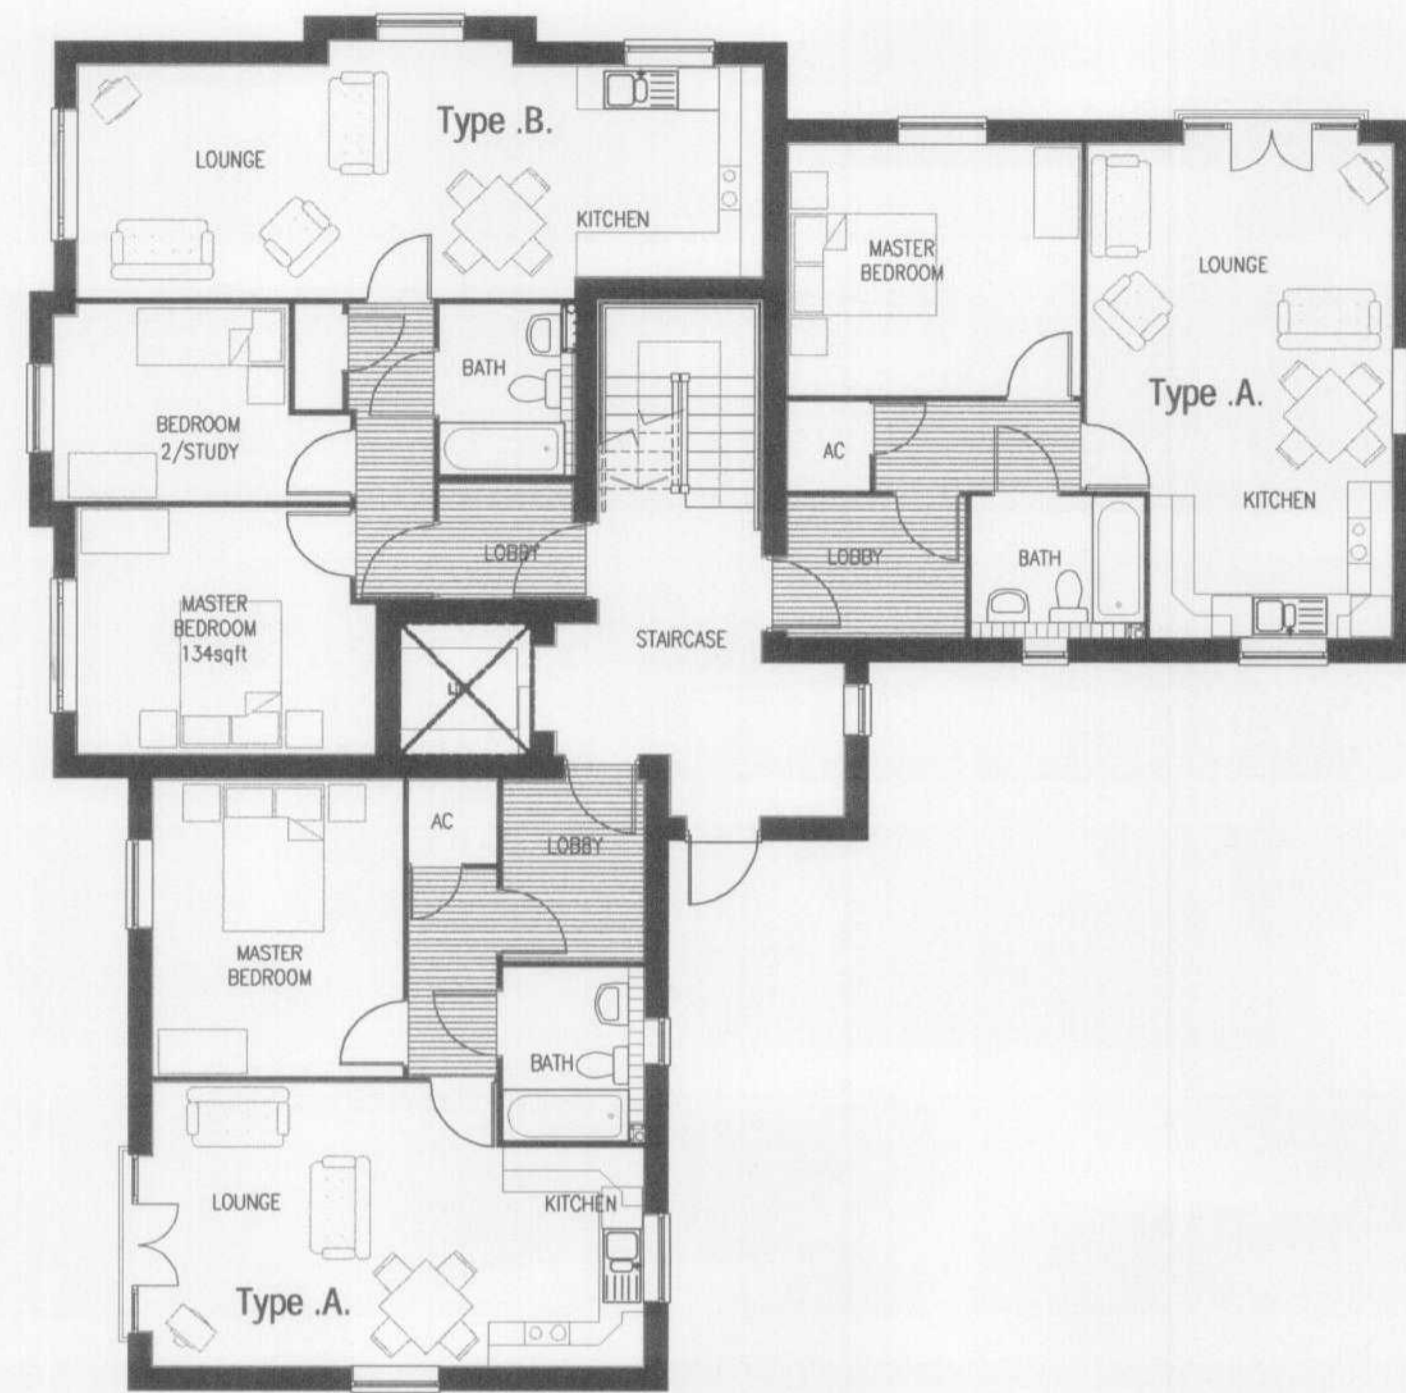 Type .B.
LOUNGE
KITCHEN
MASTER
BEDROOM
LOUNGE
Type .A.
KITCHEN
BATH
BEDROOM
2/STUDY
AC
LOBBY
LOBBY
BATH
MASTER
BEDROOM
134sqft
STAIRCASE
AC
LOBBY
MASTER
BEDROOM
BATH
LOUNGE
KITCHEN
Type .A.